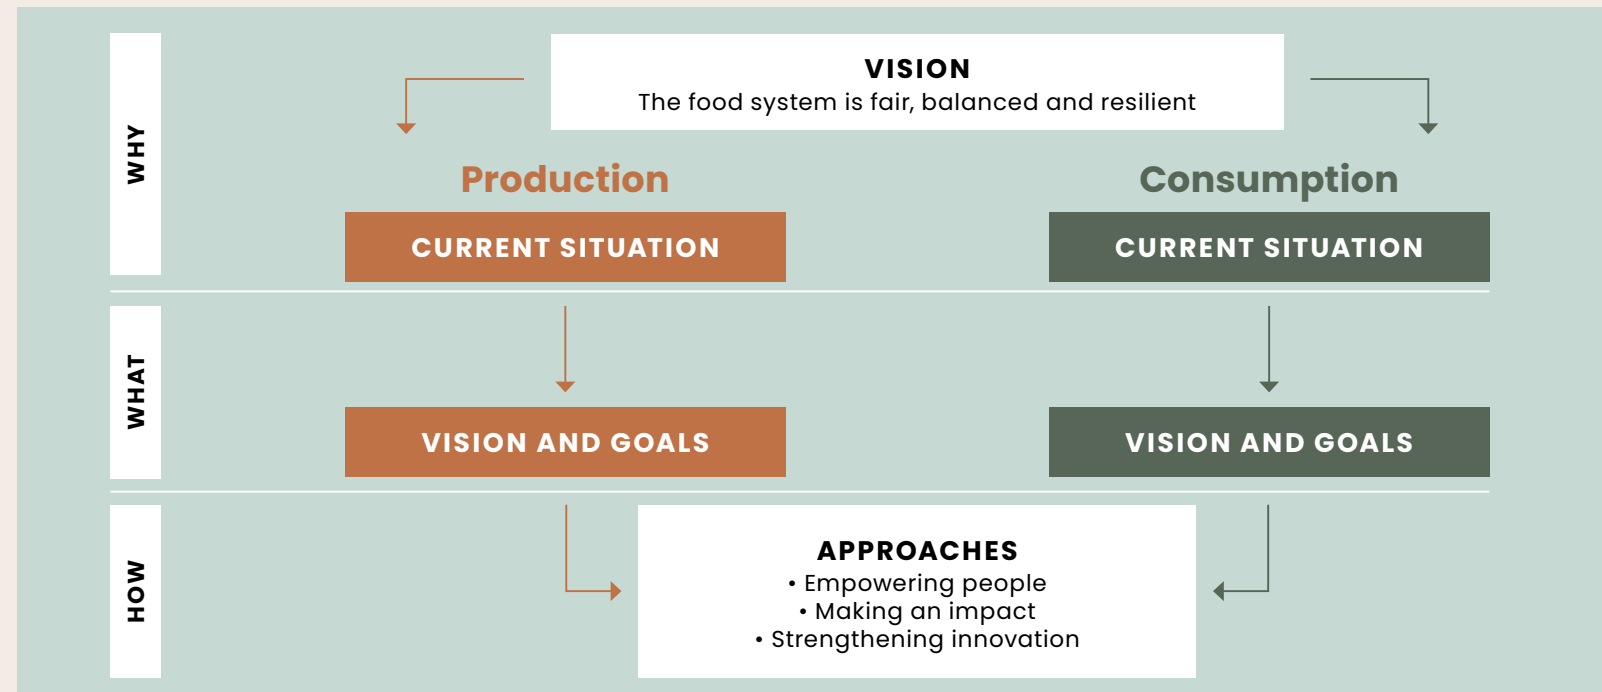 WHY
VISION
The food system is fair, balanced and resilient
Production
Consumption
CURRENT SITUATION
CURRENT SITUATION
WHAT
VISION AND GOALS
VISION AND GOALS
HOW
APPROACHES
• Empowering people
• Making an impact
• Strengthening innovation